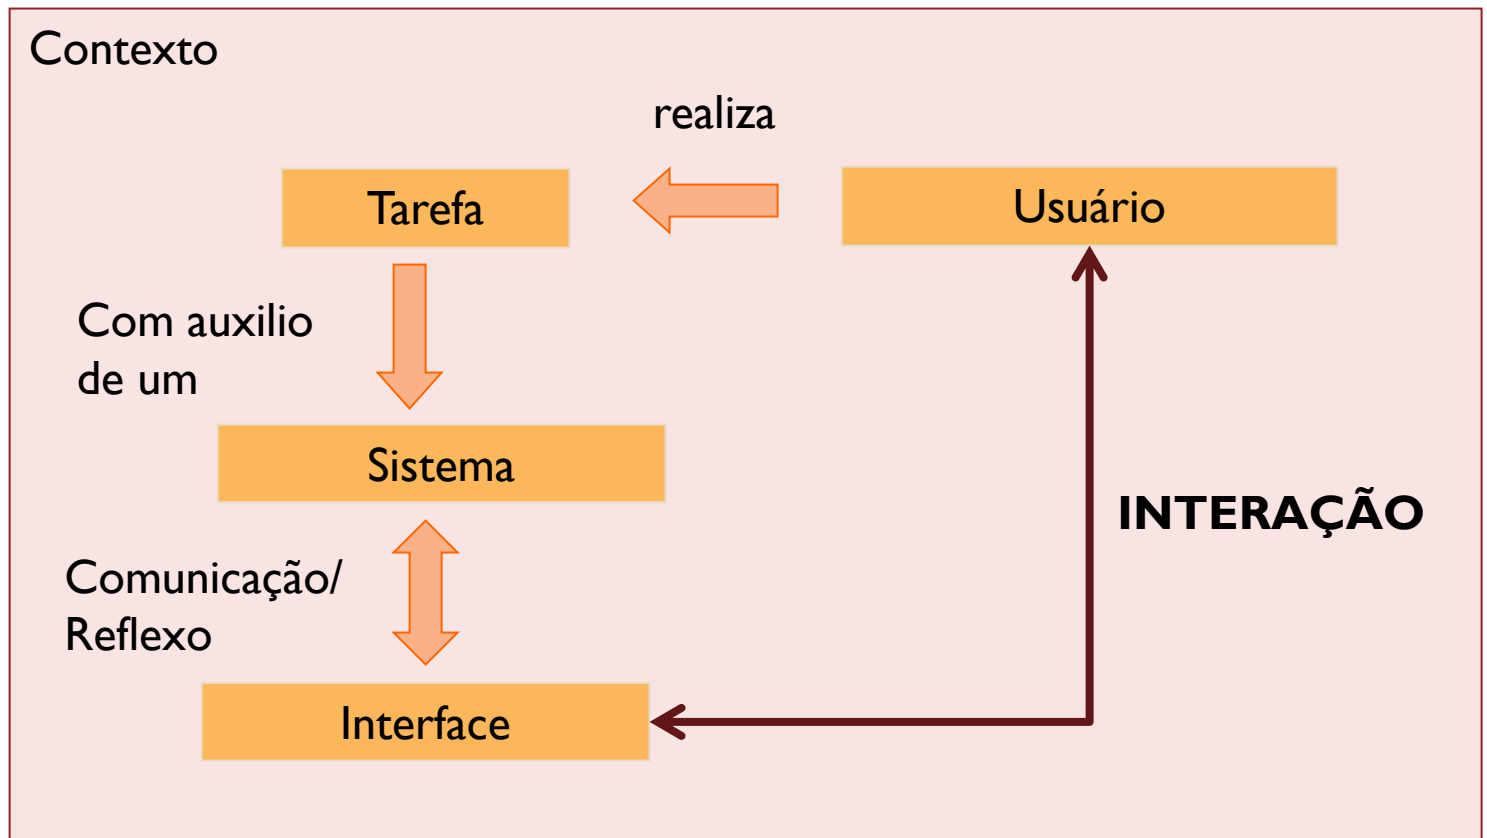 Contexto
realiza
Tarefa
Usuário
Com auxilio
de um
Sistema
INTERAÇÃO
Comunicação/
Reflexo
Interface